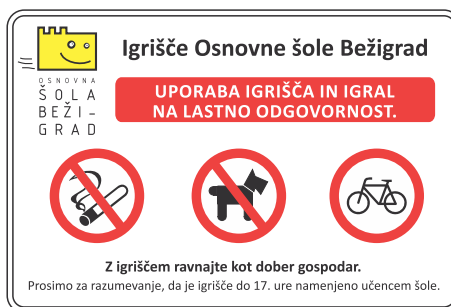 Igrišče Osnovne šole Bežigrad
OSNOVNA
ŠOLA
BEŽI–
GRAD
UPORABA IGRIŠČA IN IGRAL
NA LASTNO ODGOVORNOST.
Z igriščem ravnajte kot dober gospodar.
Prosimo za razumevanje, da je igrišče do 17. ure namenjeno učencem šole.